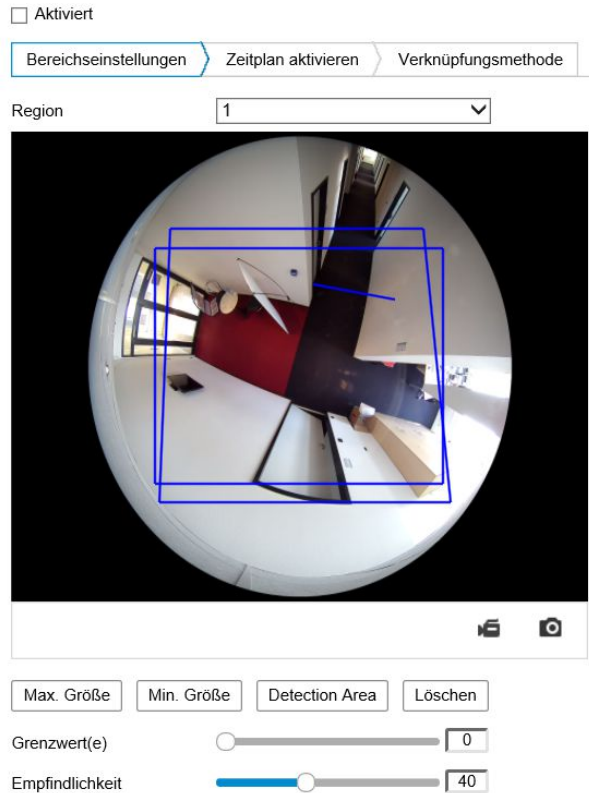 Aktiviert
Bereichseinstellungen Zeitplan aktivieren Verknüpfungsmethode
Region 1
Max. Größe Min. Größe Detection Area Löschen
Grenzwert(e) 0
Empfindlichkeit 40